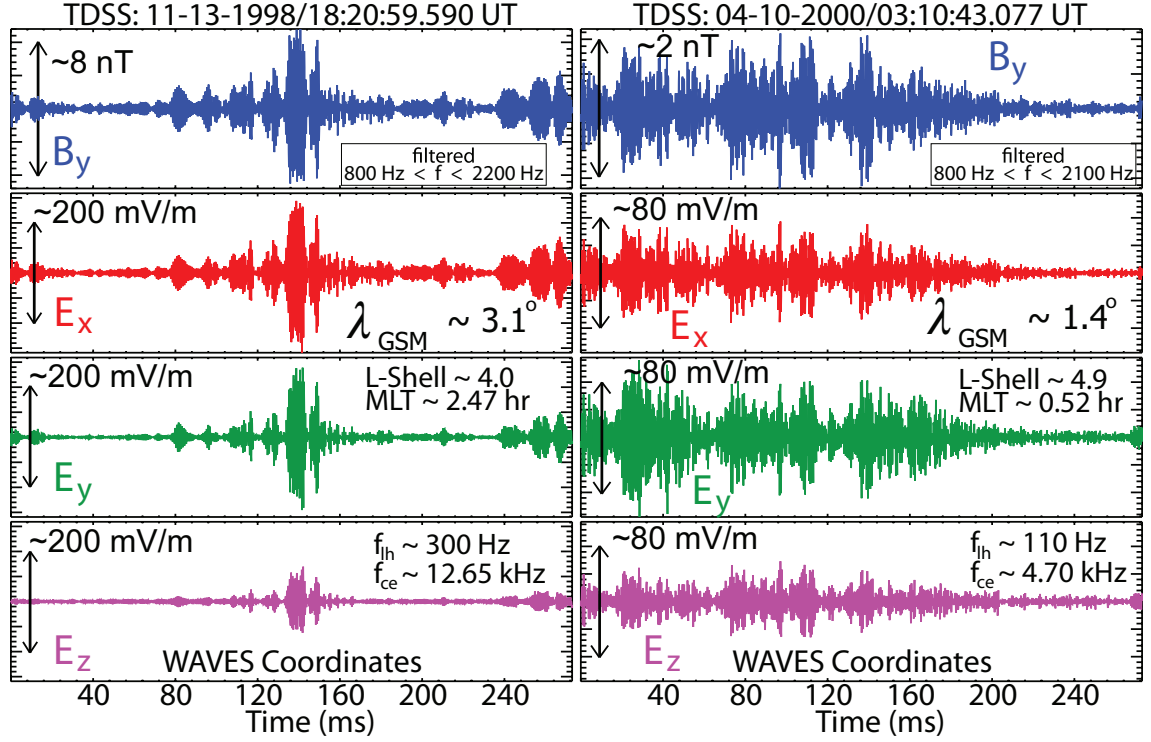 TDSS: 11-13-1998/18:20:59.590 UT
~8 nT
By
filtered
800 Hz < f < 2200 Hz
~200 mV/m
Ex
λGSM ~ 3.1°
~200 mV/m
L-Shell ~ 4.0
MLT ~ 2.47 hr
Ey
~200 mV/m
flh ~ 300 Hz
fce ~ 12.65 kHz
Ez
WAVES Coordinates
40 80 120 160 200 240
Time (ms)
TDSS: 04-10-2000/03:10:43.077 UT
~2 nT
By
filtered
800 Hz < f < 2100 Hz
~80 mV/m
Ex
λGSM ~ 1.4°
~80 mV/m
L-Shell ~ 4.9
MLT ~ 0.52 hr
Ey
~80 mV/m
flh ~ 110 Hz
fce ~ 4.70 kHz
Ez
WAVES Coordinates
40 80 120 160 200 240
Time (ms)